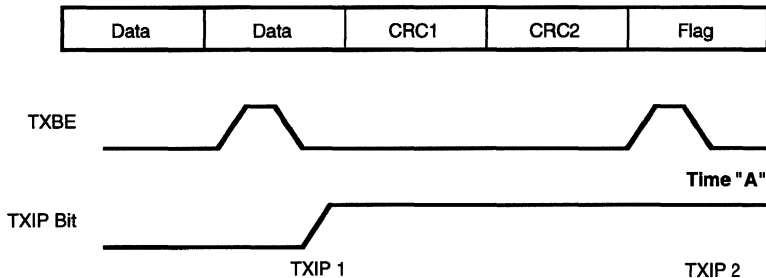 Data Data CRC1 CRC2 Flag
TXBE
Time "A"
TXIP Bit
TXIP 1 TXIP 2